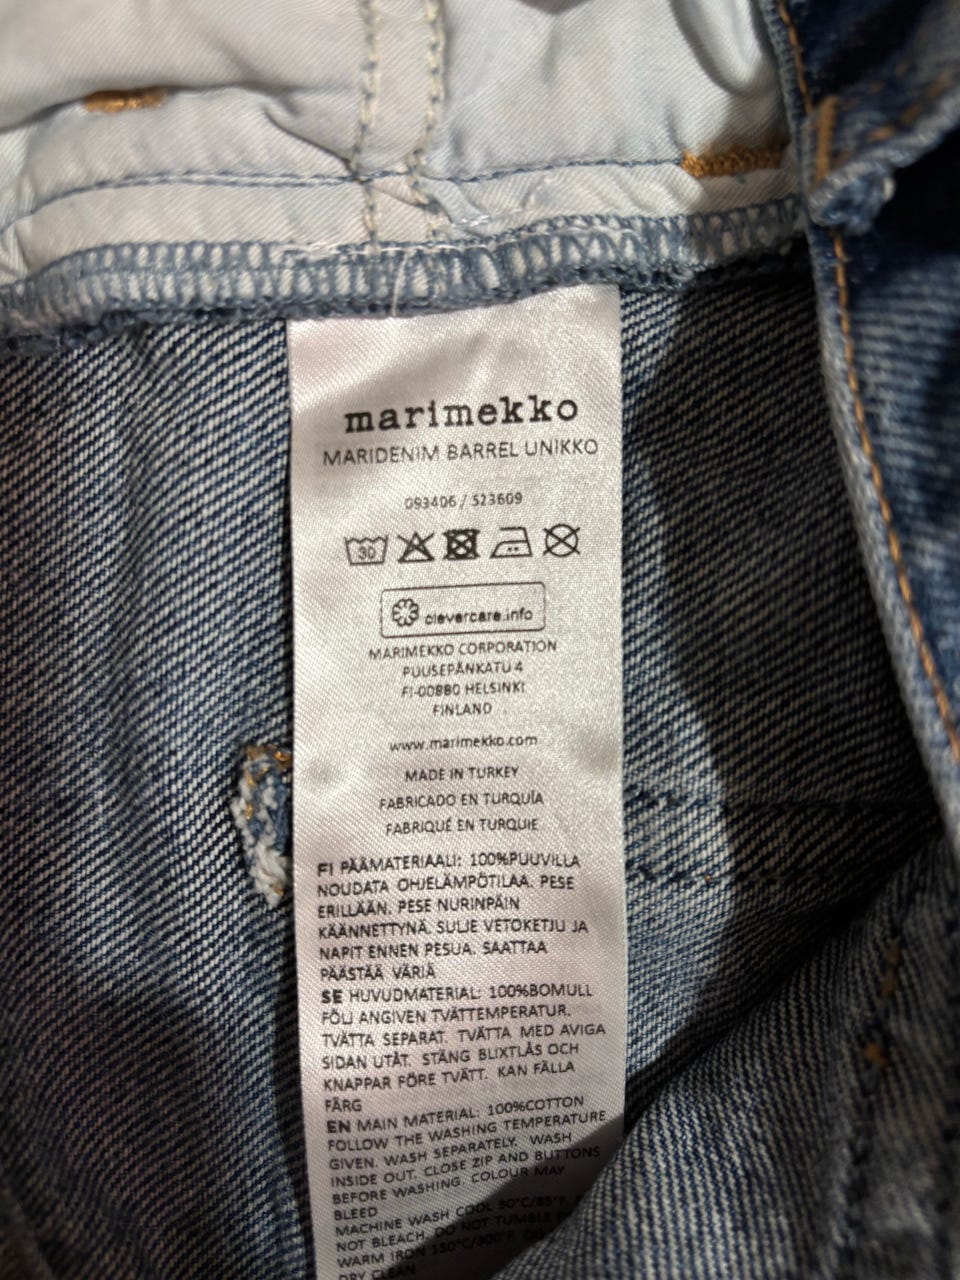 marimekko
MARIDENIM BARREL UNIKKO
093406 / 523609
30
clevercare.info
MARIMEKKO CORPORATION
PUUSEPÄNKATU 4
FI-00880 HELSINKI
FINLAND
www.marimekko.com
MADE IN TURKEY
FABRICADO EN TURQUÍA
FABRIQUÉ EN TURQUIE
FI PÄÄMATERIAALI: 100%PUUVILLA
NOUDATA OHJELÄMPÖTILAA. PESE
ERILLÄÄN. PESE NURINPÄIN
KÄÄNNETTYNÄ. SULJE VETOKETJU JA
NAPIT ENNEN PESUA. SAATTAA
PÄÄSTÄÄ VÄRIÄ
SE HUVUDMATERIAL: 100%BOMULL
FÖLJ ANGIVEN TVÄTTEMPERATUR.
TVÄTTA SEPARAT. TVÄTTA MED AVIGA
SIDAN UTÅT. STÄNG BLIXTLÅS OCH
KNAPPAR FÖRE TVÄTT. KAN FÄLLA
FÄRG
EN MAIN MATERIAL: 100%COTTON
FOLLOW THE WASHING TEMPERATURE
GIVEN. WASH SEPARATELY. WASH
INSIDE OUT. CLOSE ZIP AND BUTTONS
BEFORE WASHING. COLOUR MAY
BLEED
MACHINE WASH COOL 30°C/85°F.
NOT BLEACH. DO NOT TUMBLE
WARM IRON 150°C/300°F
DRY CLEAN